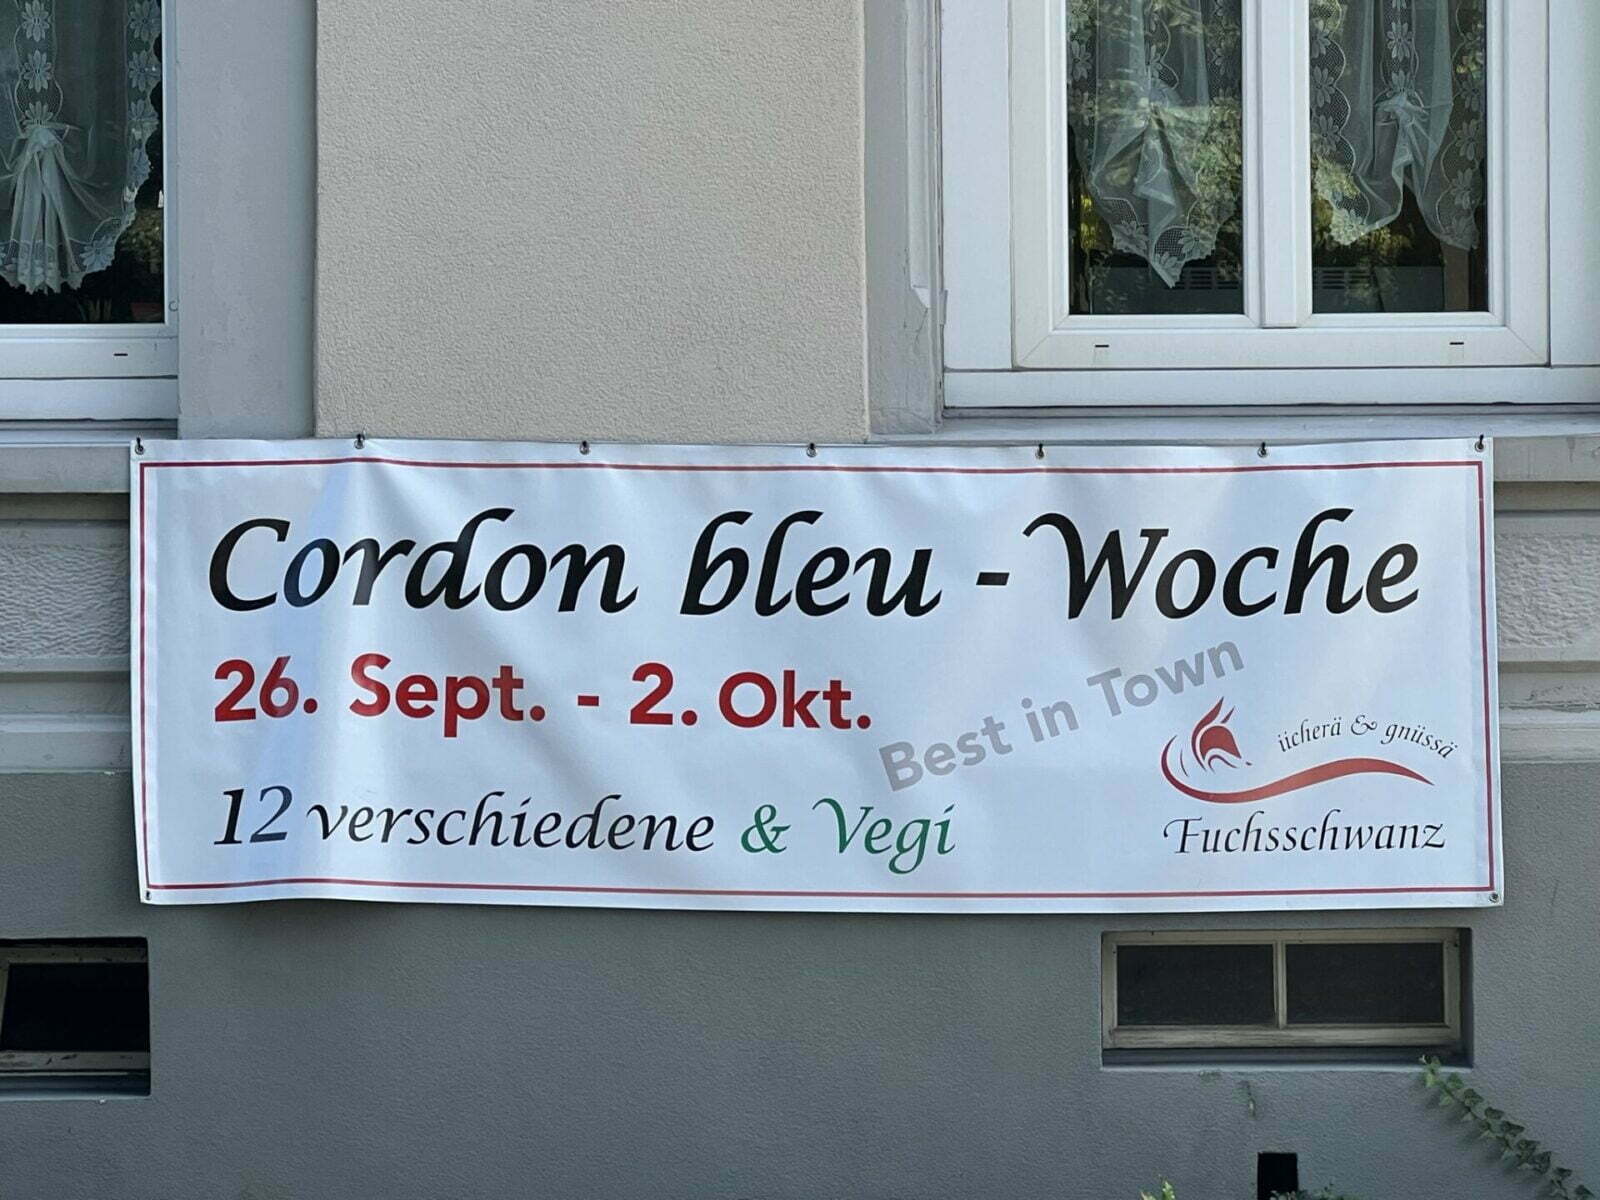 Cordon bleu - Woche
26. Sept. - 2. Okt.
Best in Town
12 verschiedene & Vegi
ücherä & gnüssä
Fuchsschwanz